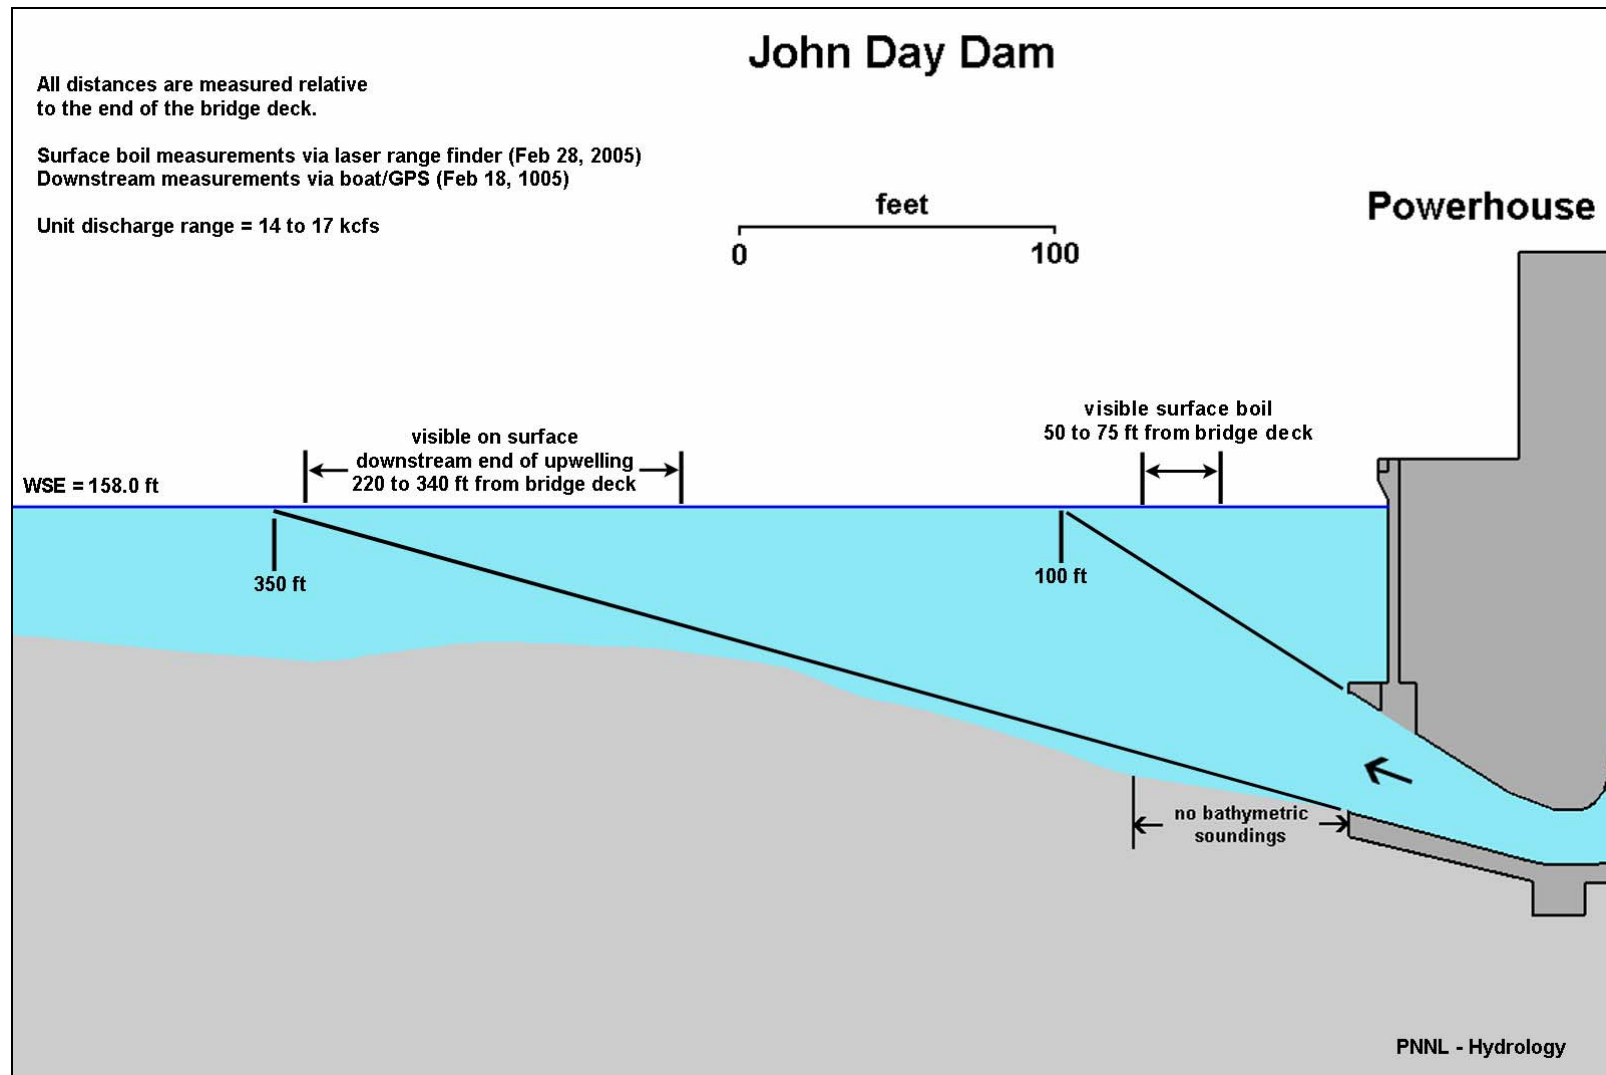 John Day Dam
All distances are measured relative
to the end of the bridge deck.
Surface boil measurements via laser range finder (Feb 28, 2005)
Downstream measurements via boat/GPS (Feb 18, 1005)
Unit discharge range = 14 to 17 kcfs
feet
0 100
Powerhouse
visible surface boil
50 to 75 ft from bridge deck
visible on surface
downstream end of upwelling
220 to 340 ft from bridge deck
WSE = 158.0 ft
350 ft
100 ft
no bathymetric
soundings
PNNL - Hydrology